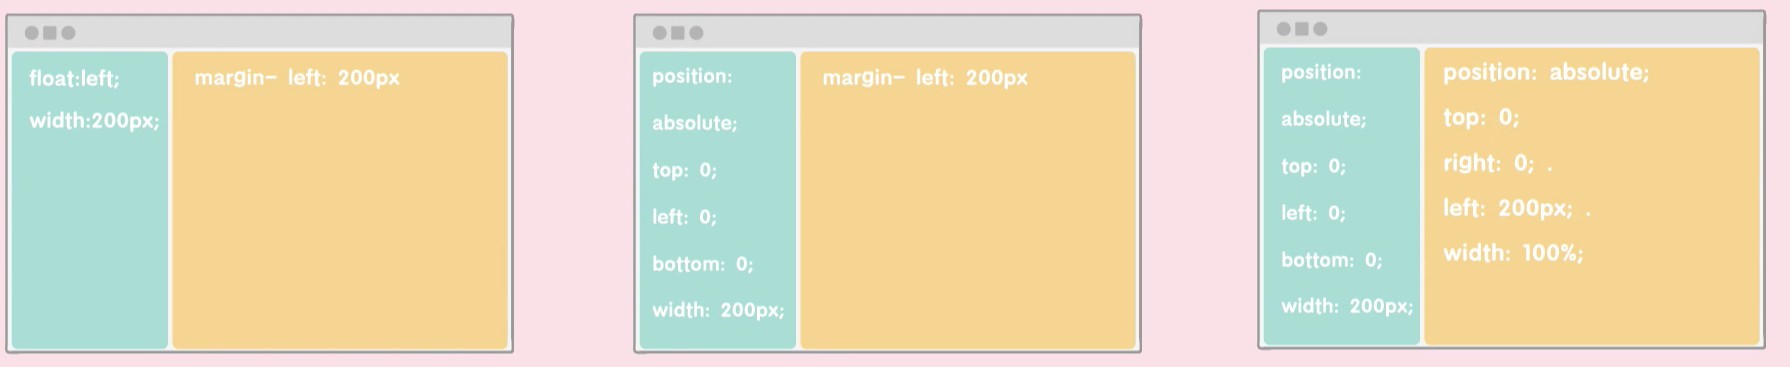 float:left;
width:200px;
margin- left: 200px
position:
absolute;
top: 0;
left: 0;
bottom: 0;
width: 200px;
margin- left: 200px
position:
absolute;
top: 0;
left: 0;
bottom: 0;
width: 200px;
position: absolute;
top: 0;
right: 0; .
left: 200px; .
width: 100%;